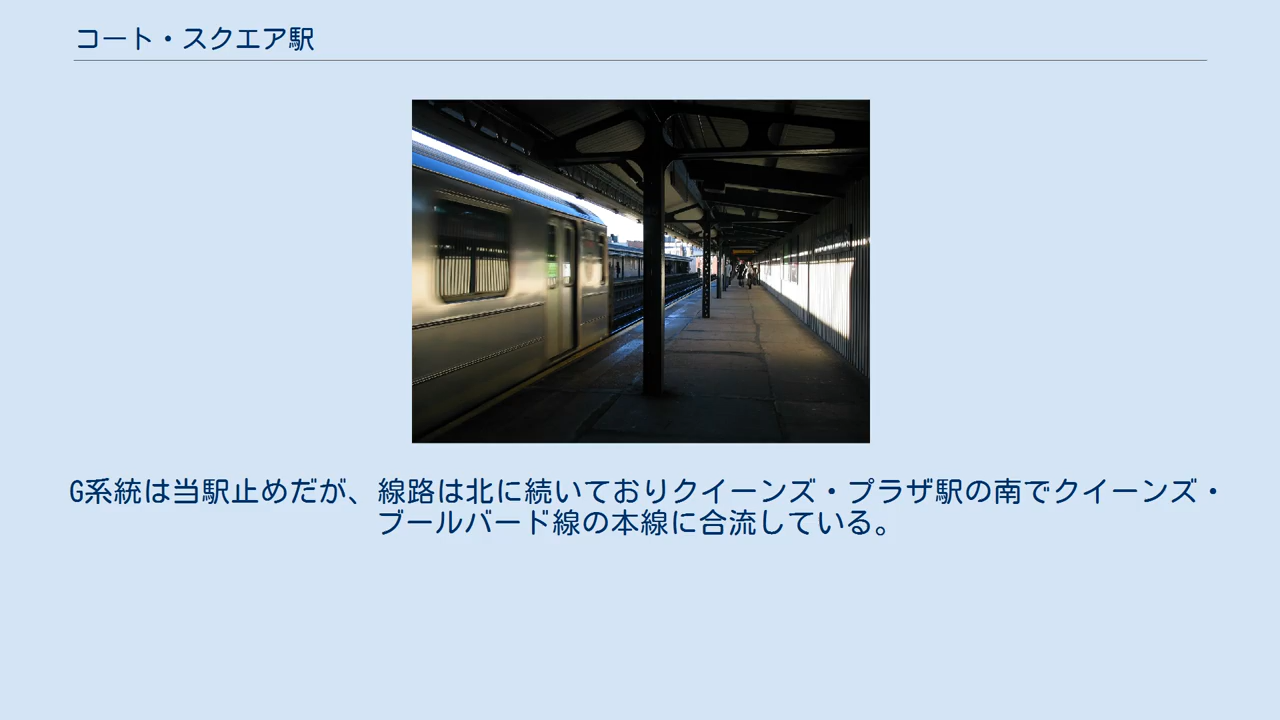 コート・スクエア駅
G系統は当駅止めだが、線路は北に続いておりクイーンズ・プラザ駅の南でクイーンズ・
ブールバード線の本線に合流している。